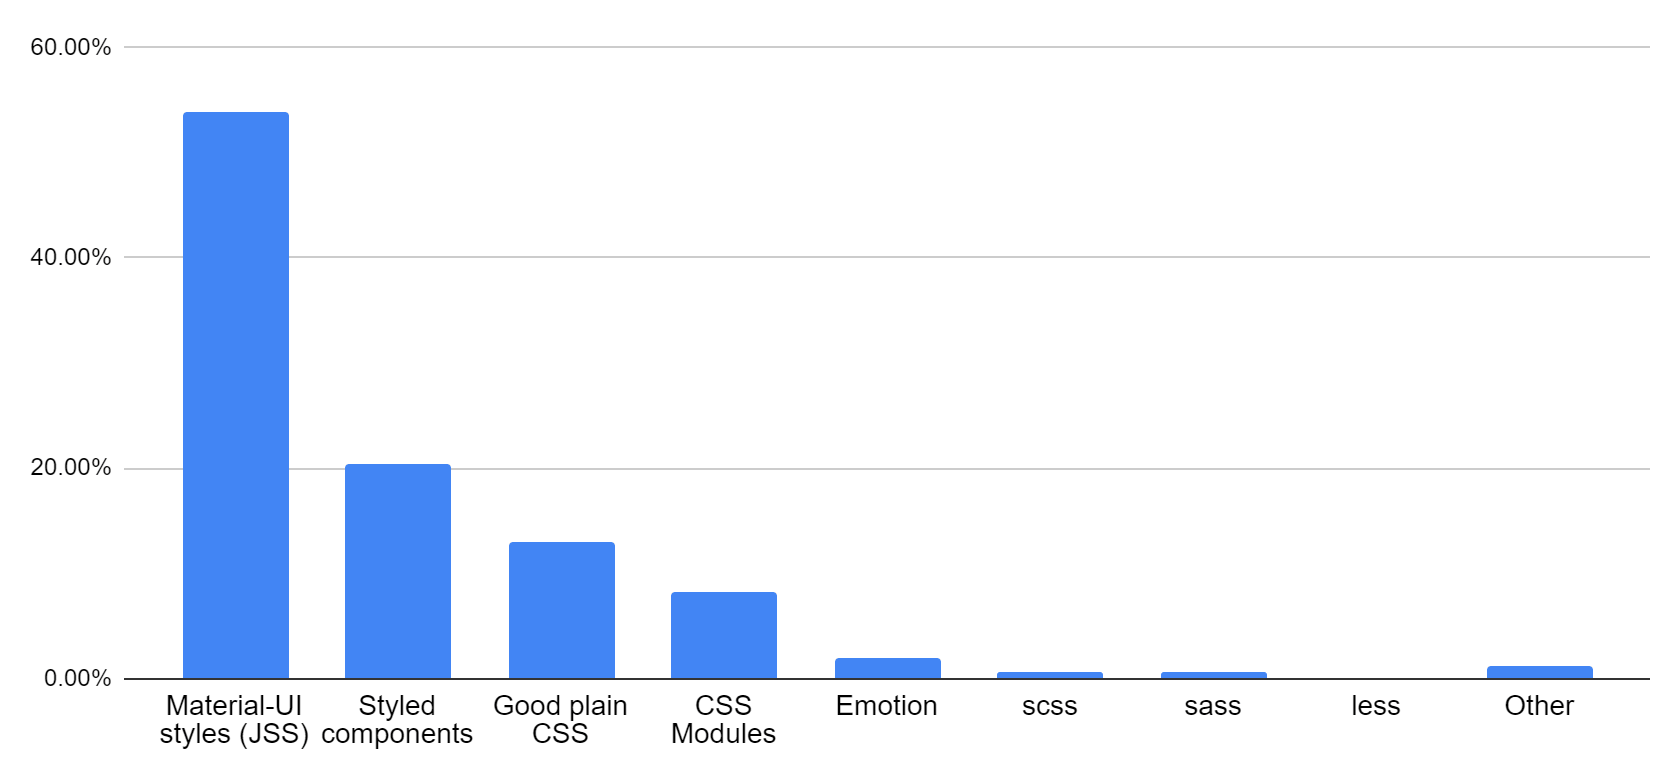 60.00%
40.00%
20.00%
0.00%
Material-UI
styles (JSS)
Styled
components
Good plain
CSS
CSS
Modules
Emotion
scss
sass
less
Other